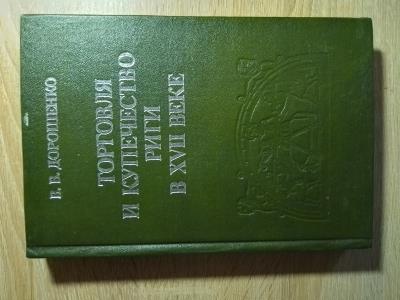 В. В. ДОРОШЕНКО
ТОРГОВЛЯ
И КУПЕЧЕСТВО
РИГИ
В XVII ВЕКЕ